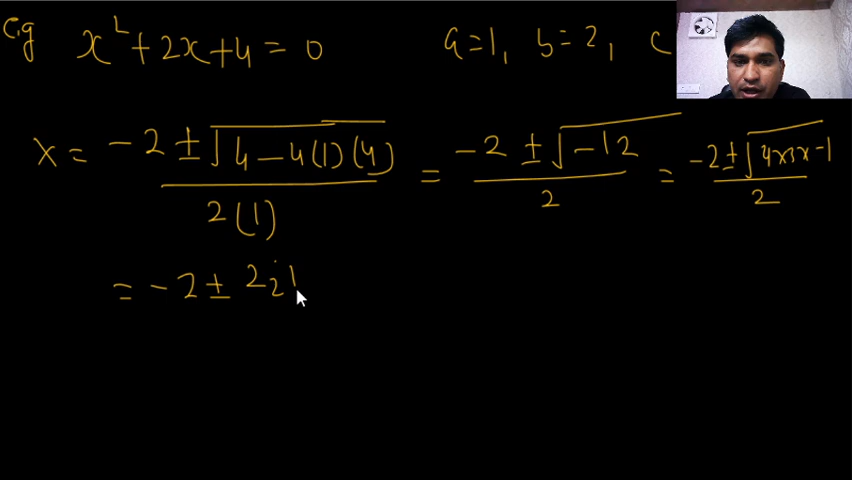 e.g x² + 2x + 4 = 0 a=1, b=2, c
x = (-2 ± √(4 - 4(1)(4))) / 2(1) = (-2 ± √(-12)) / 2 = (-2 ± √(4×3×-1)) / 2
= -2 ± 2i